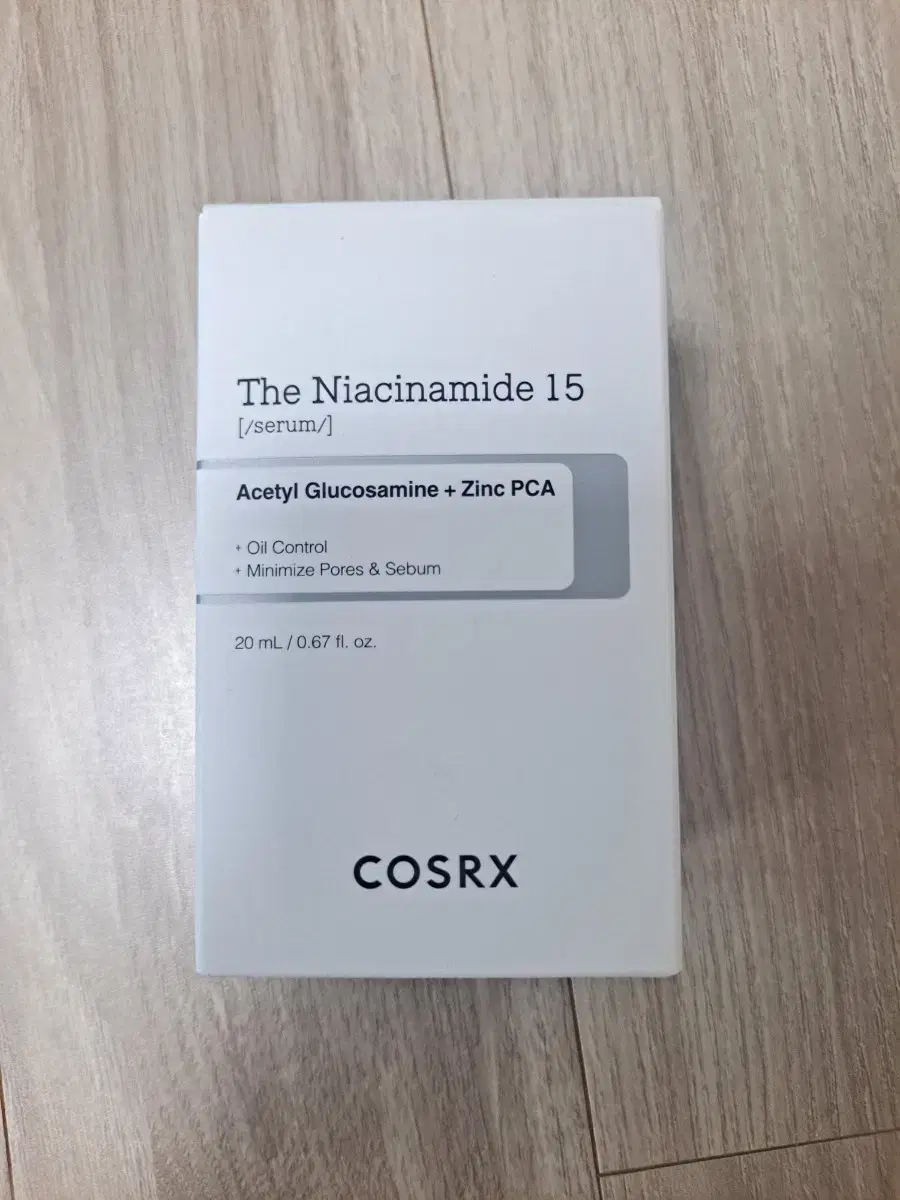 The Niacinamide 15
[/serum/]
Acetyl Glucosamine + Zinc PCA
+ Oil Control
+ Minimize Pores & Sebum
20 mL / 0.67 fl. oz.
COSRX